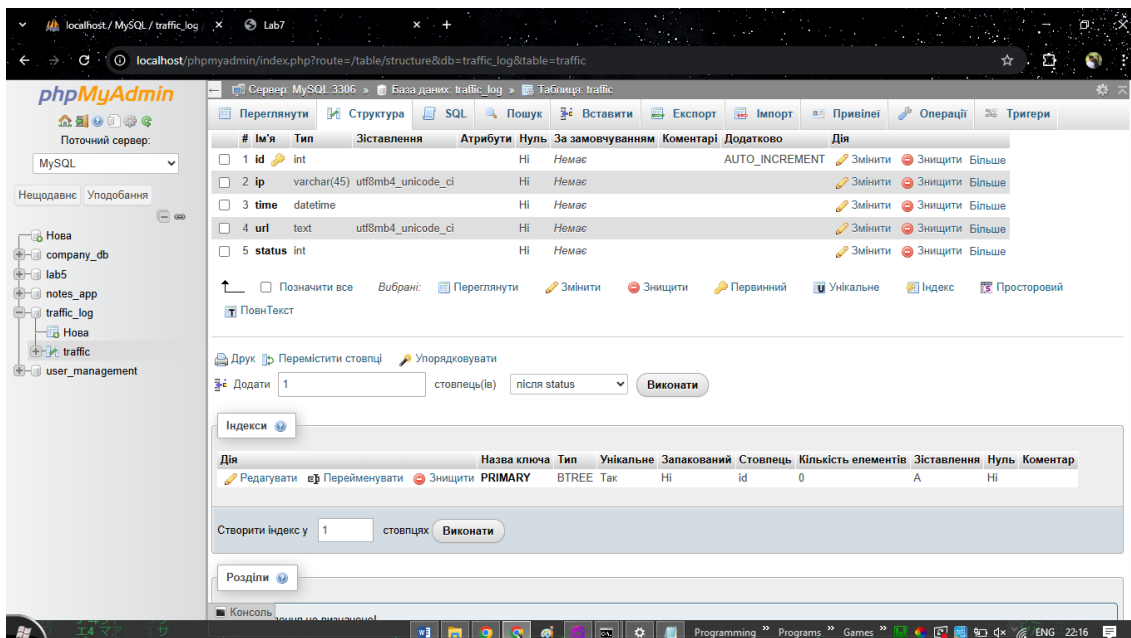 localhost / MySQL / traffic_log
Lab7
localhost/phpmyadmin/index.php?route=/table/structure&db=traffic_log&table=traffic
phpMyAdmin
Поточний сервер:
MySQL
Нещодавнє Уподобання
Нова
company_db
lab5
notes_app
traffic_log
Нова
traffic
user_management
Сервер: MySQL:3306 » База даних: traffic_log » Таблиця: traffic
Переглянути Структура SQL Пошук Вставити Експорт Імпорт Привілеї Операції Тригери
# Ім'я Тип Зіставлення Атрибути Нуль За замовчуванням Коментарі Додатково Дія
1 id int Ні Немає AUTO_INCREMENT Змінити Знищити Більше
2 ip varchar(45) utf8mb4_unicode_ci Ні Немає Змінити Знищити Більше
3 time datetime Ні Немає Змінити Знищити Більше
4 url text utf8mb4_unicode_ci Ні Немає Змінити Знищити Більше
5 status int Ні Немає Змінити Знищити Більше
Позначити все Вибрані: Переглянути Змінити Знищити Первинний Унікальне Індекс Просторовий
ПовнТекст
Друк Перемістити стовпці Упорядковувати
Додати 1 стовпець(ів) після status Виконати
Індекси
Дія Назва ключа Тип Унікальне Запакований Стовпець Кількість елементів Зіставлення Нуль Коментар
Редагувати Перейменувати Знищити PRIMARY BTREE Так Ні id 0 A Ні
Створити індекс у 1 стовпцях Виконати
Розділи
Консоль
Programming » Programs » Games » ENG 22:16